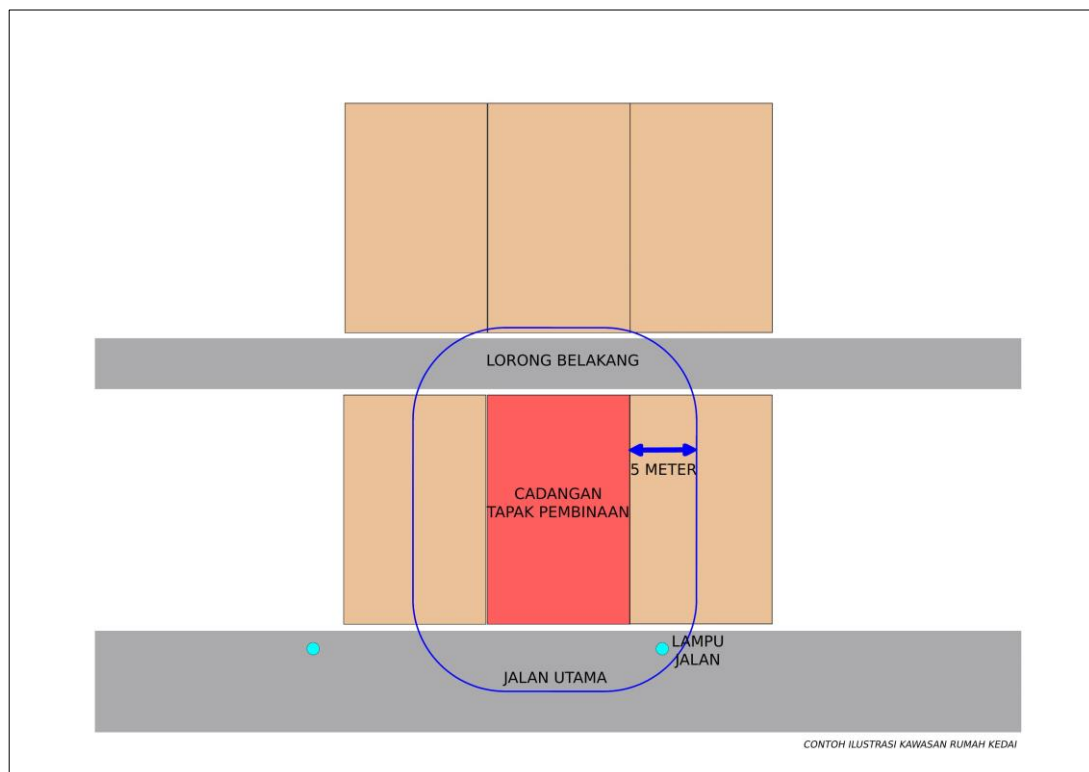 LORONG BELAKANG
5 METER
CADANGAN
TAPAK PEMBINAAN
LAMPU
JALAN
JALAN UTAMA
CONTOH ILUSTRASI KAWASAN RUMAH KEDAI